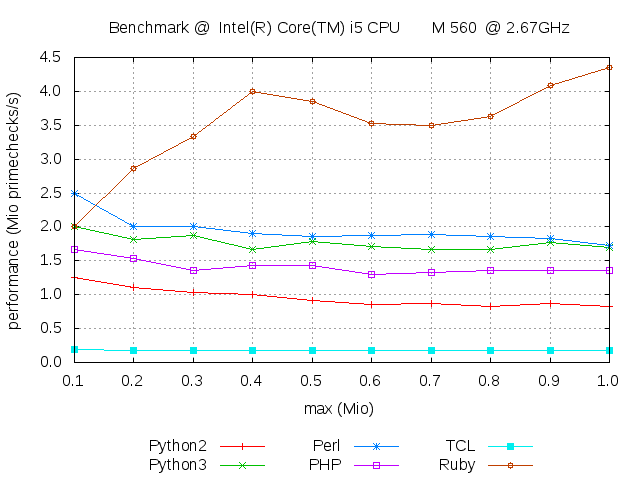 Benchmark @ Intel(R) Core(TM) i5 CPU M 560 @ 2.67GHz
4.5
4.0
3.5
3.0
2.5
2.0
1.5
1.0
0.5
0.0
performance (Mio primechecks/s)
0.1 0.2 0.3 0.4 0.5 0.6 0.7 0.8 0.9 1.0
max (Mio)
Python2 Perl TCL
Python3 PHP Ruby